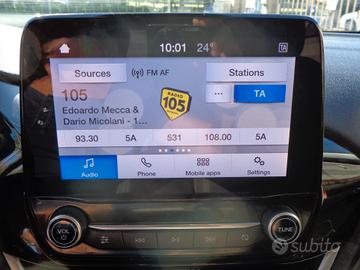 10:01 24° TA
Sources FM AF Stations
105
Edoardo Mecca &
Dario Micolani - 1...
RADIO
105
... TA
93.30 5A 531 108.00 5A
Audio Phone Mobile apps Settings
VOL TUNE
subito